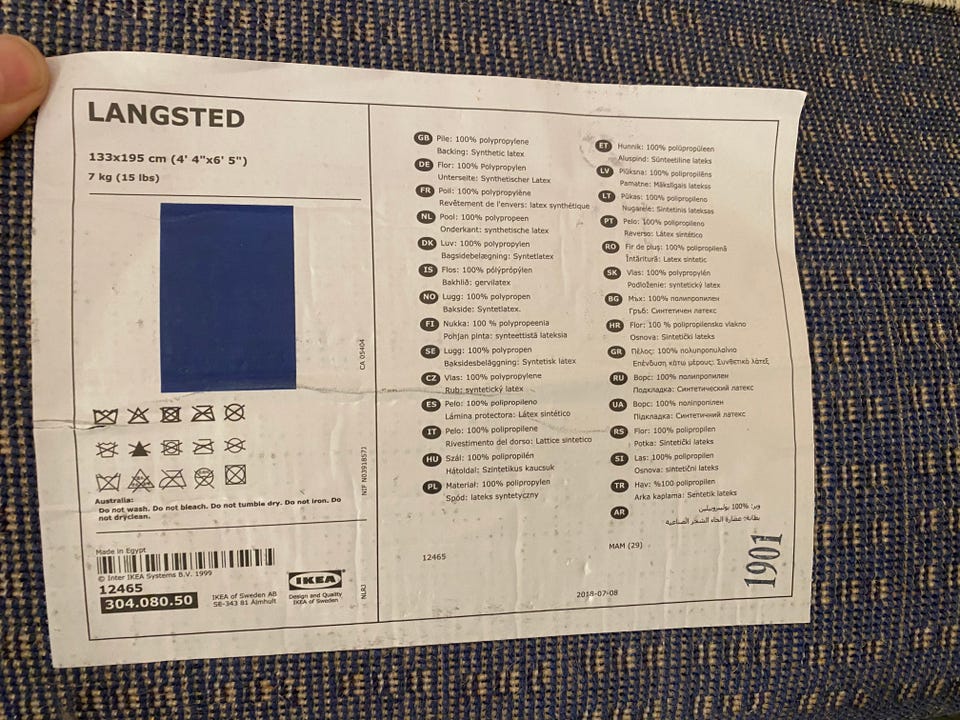 LANGSTED
133x195 cm (4' 4"x6' 5")
7 kg (15 lbs)
CA 05404
NIF N0391857J
NLRJ
Australia:
Do not wash. Do not bleach. Do not tumble dry. Do not iron. Do
not dryclean.
Made in Egypt
© Inter IKEA Systems B.V. 1999
12465
304.080.50
IKEA of Sweden AB
SE-343 81 Älmhult
IKEA®
Design and Quality
IKEA of Sweden
GB Pile: 100% polypropylene
Backing: Synthetic latex
DE Flor: 100% Polypropylen
Unterseite: Synthetischer Latex
FR Poil: 100% polypropylène
Revêtement de l'envers: latex synthétique
NL Pool: 100% polypropeen
Onderkant: synthetische latex
DK Luv: 100% polypropylen
Bagsidebelægning: Syntetlatex
IS Flos: 100% pólýprópýlen
Bakhlið: gervilatex
NO Lugg: 100% polypropen
Bakside: Syntetlatex.
FI Nukka: 100 % polypropeenia
Pohjan pinta: synteettistä lateksia
SE Lugg: 100% polypropen
Baksidesbeläggning: Syntetisk latex
CZ Vlas: 100% polypropylene
Rub: syntetický latex
ES Pelo: 100% polipropileno
Lámina protectora: Látex sintético
IT Pelo: 100% polipropilene
Rivestimento del dorso: Lattice sintetico
HU Szál: 100% polipropilén
Hátoldal: Szintetikus kaucsuk
PL Materiał: 100% polipropylen
Spód: lateks syntetyczny
12465
ET Hunnik: 100% polüpropüleen
Aluspind: Sünteetiline lateks
LV Plūksna: 100% polipropilēns
Pamatne: Mākslīgais latekss
LT Pūkas: 100% polipropileno
Nugarėlė: Sintetinis lateksas
PT Pelo: 100% polipropileno
Reverso: Látex sintético
RO Fir de pluş: 100% polipropilenă
Întăritură: Latex sintetic
SK Vlas: 100% polypropylén
Podloženie: syntetický latex
BG Мъх: 100% полипропилен
Гръб: Синтетичен латекс
HR Flor: 100 % polipropilensko vlakno
Osnova: Sintetički lateks
GR Πέλος: 100% πολυπροπυλαίνιο
Επένδυση κάτω μέρους: Συνθετικό λάτεξ
RU Ворс: 100% полипропилен
Подкладка: Синтетический латекс
UA Ворс: 100% поліпропілен
Підкладка: Синтетичний латекс
RS Flor: 100% polipropilen
Potka: Sintetički lateks
SI Las: 100% polipropilen
Osnova: sintetični lateks
TR Hav: %100 polipropilen
Arka kaplama: Sentetik lateks
AR وبر: 100% بوليبروبيلين
بطانة: عصارة لحاء الشجر الصناعية
MAM (29)
2018-07-08
1901